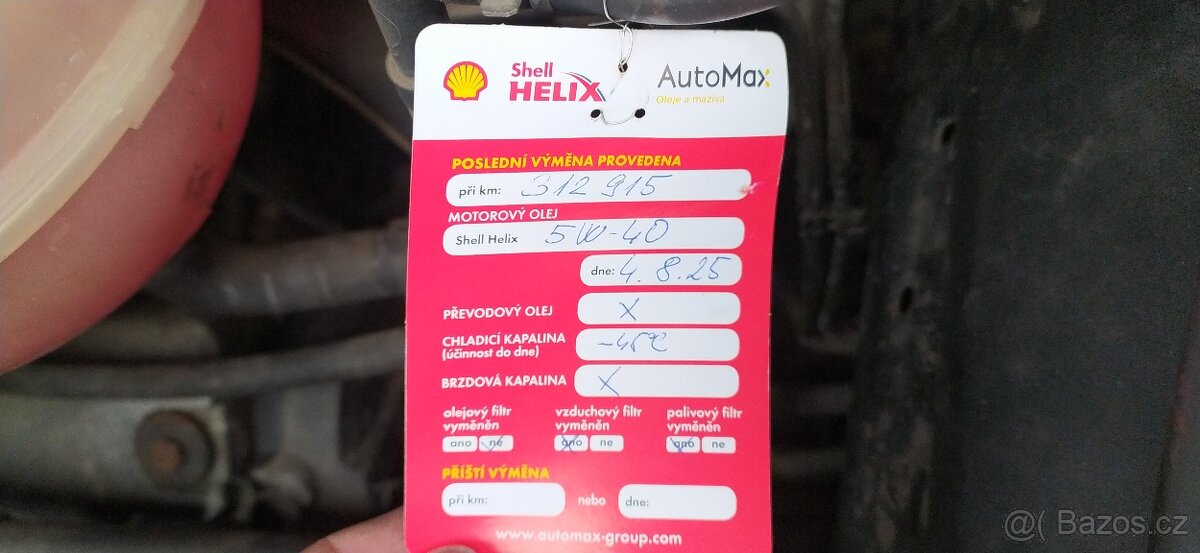 Shell
HELIX
AutoMax
Oleje a maziva
POSLEDNÍ VÝMĚNA PROVEDENA
při km: 312 915
MOTOROVÝ OLEJ
Shell Helix 5W-40
dne: 4.8.25
PŘEVODOVÝ OLEJ X
CHLADICÍ KAPALINA
(účinnost do dne) -45°C
BRZDOVÁ KAPALINA X
olejový filtr vzduchový filtr palivový filtr
vyměněn vyměněn vyměněn
ano ne ano ne ano ne
PŘÍŠTÍ VÝMĚNA
při km: nebo dne:
www.automax-group.com
@( Bazos.cz